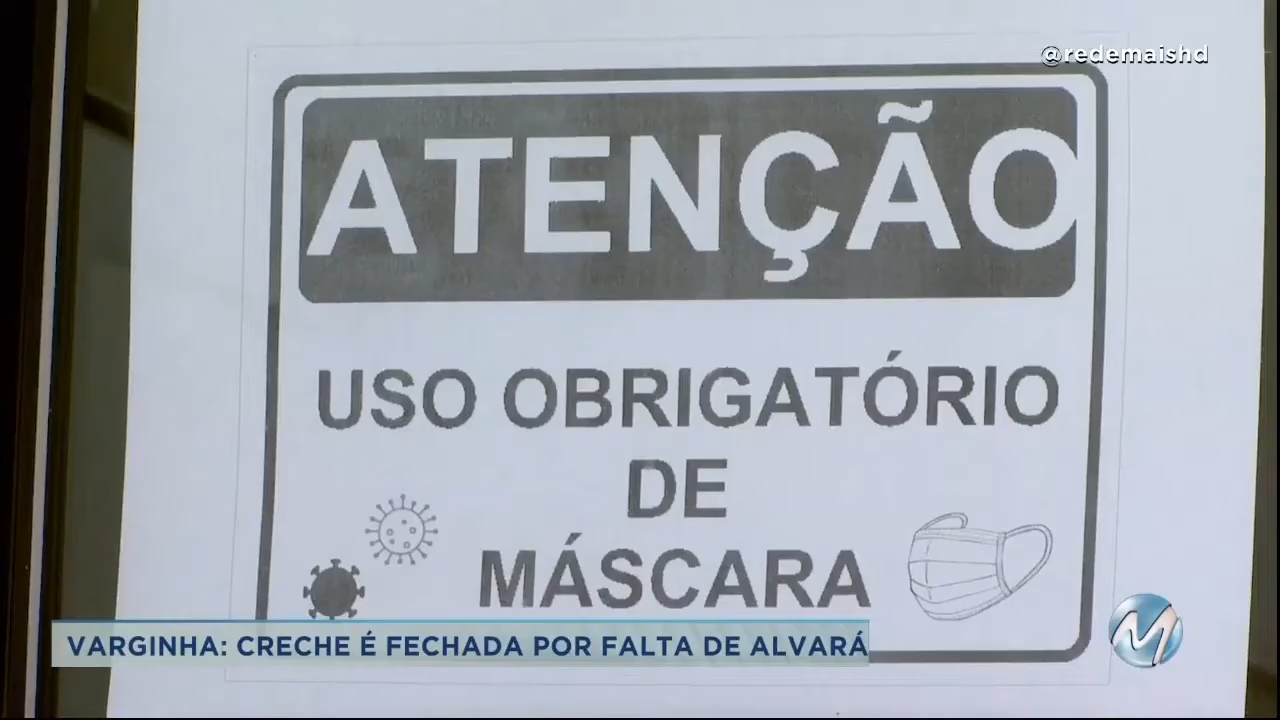 @redemaishd
ATENÇÃO
USO OBRIGATÓRIO
DE
MÁSCARA
VARGINHA: CRECHE É FECHADA POR FALTA DE ALVARÁ